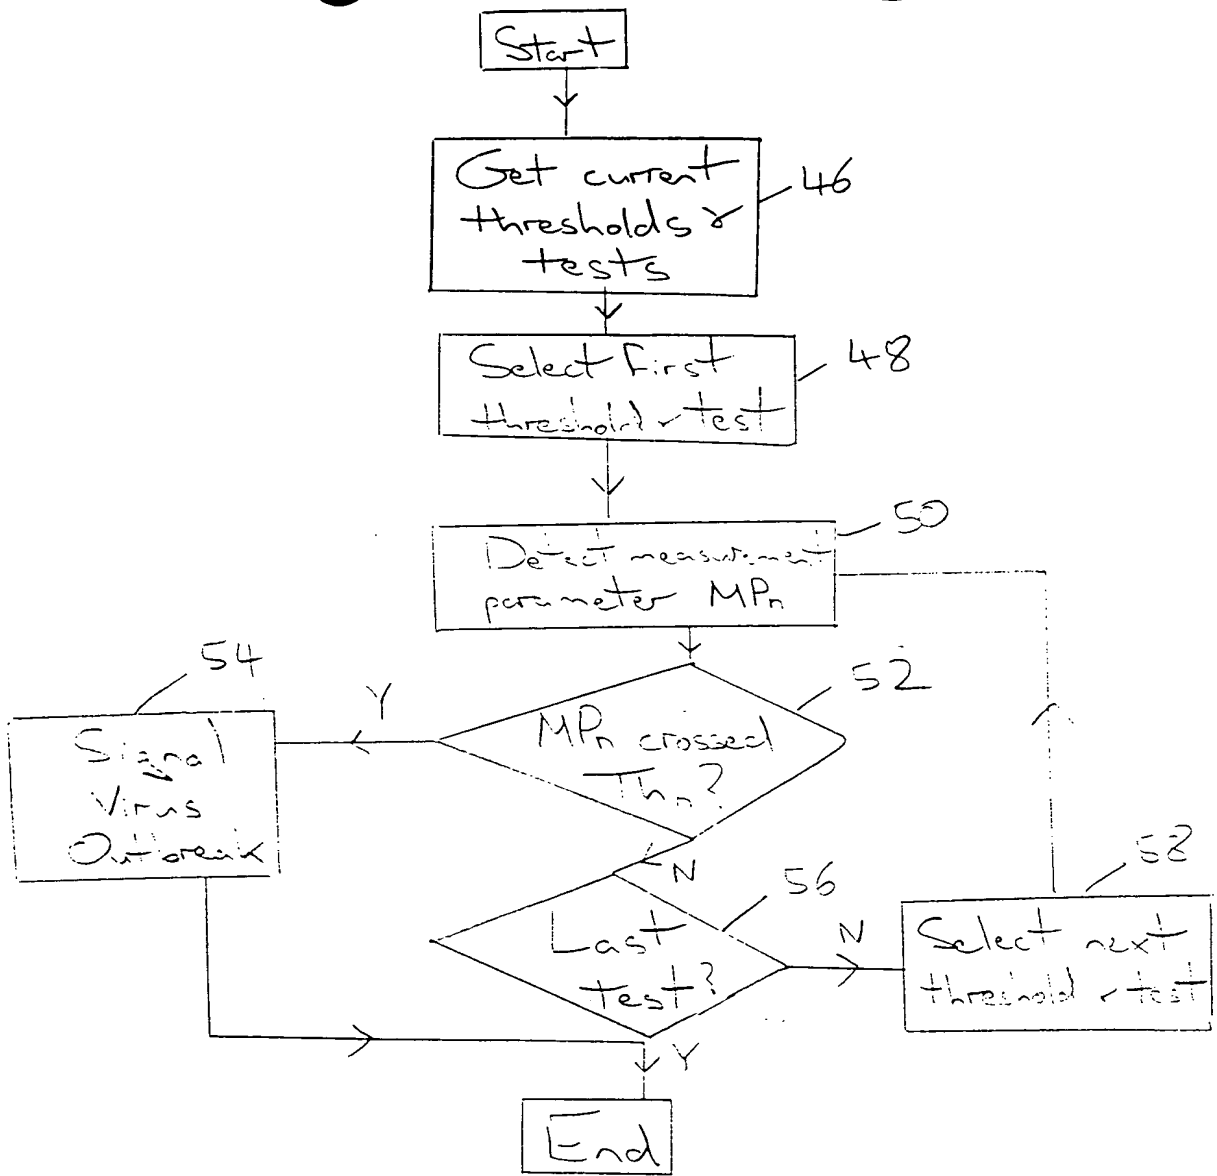 Start
Get current
thresholds &
tests
46
Select First
threshold & test
48
Detect measurement
parameter MPn
50
MPn crossed
Thn?
52
Y
54
Signal
Virus
Outbreak
N
Last
test?
56
N
58
Select next
threshold & test
Y
End